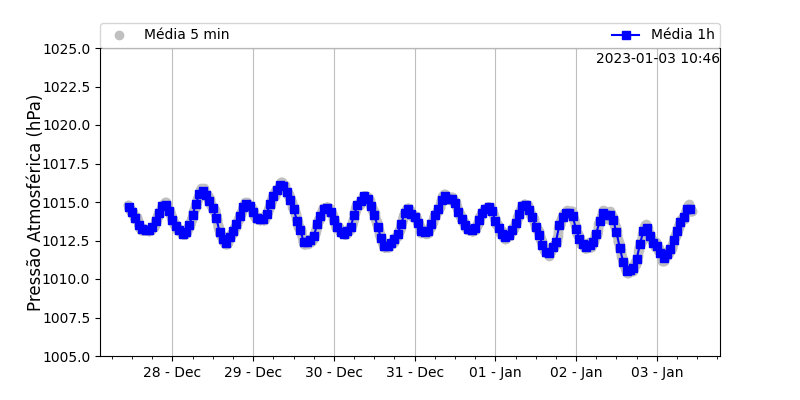 Média 5 min
Média 1h
2023-01-03 10:46
Pressão Atmosférica (hPa)
1025.0
1022.5
1020.0
1017.5
1015.0
1012.5
1010.0
1007.5
1005.0
28 - Dec
29 - Dec
30 - Dec
31 - Dec
01 - Jan
02 - Jan
03 - Jan